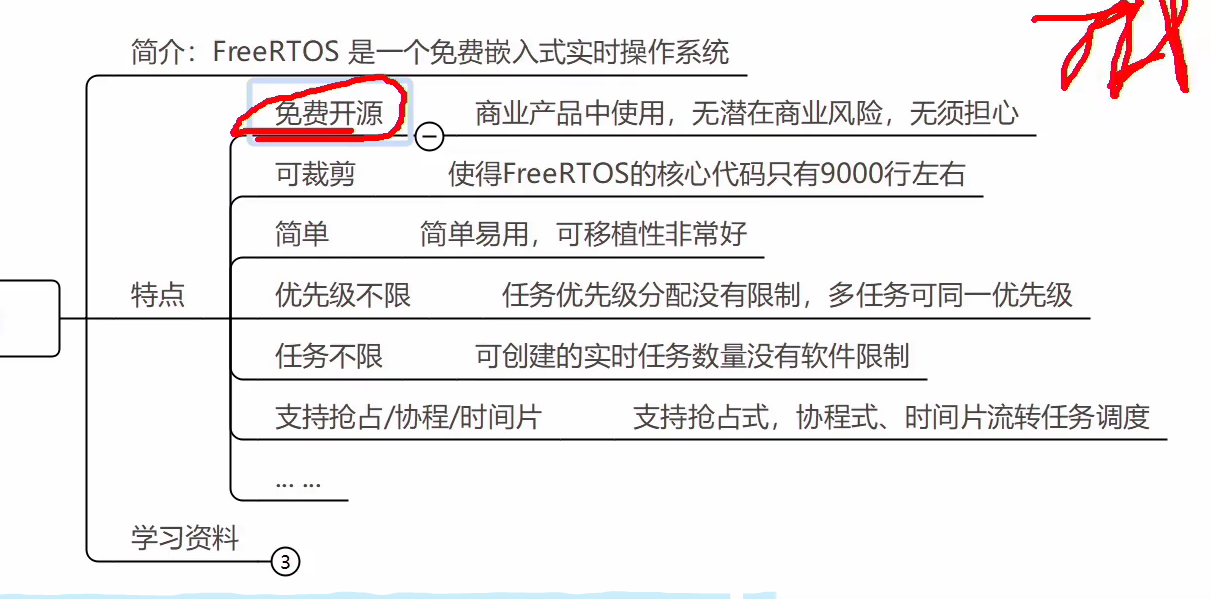 简介：FreeRTOS 是一个免费嵌入式实时操作系统
免费开源 商业产品中使用，无潜在商业风险，无须担心
可裁剪 使得FreeRTOS的核心代码只有9000行左右
简单 简单易用，可移植性非常好
特点 优先级不限 任务优先级分配没有限制，多任务可同一优先级
任务不限 可创建的实时任务数量没有软件限制
支持抢占/协程/时间片 支持抢占式，协程式、时间片流转任务调度
... ...
学习资料 3